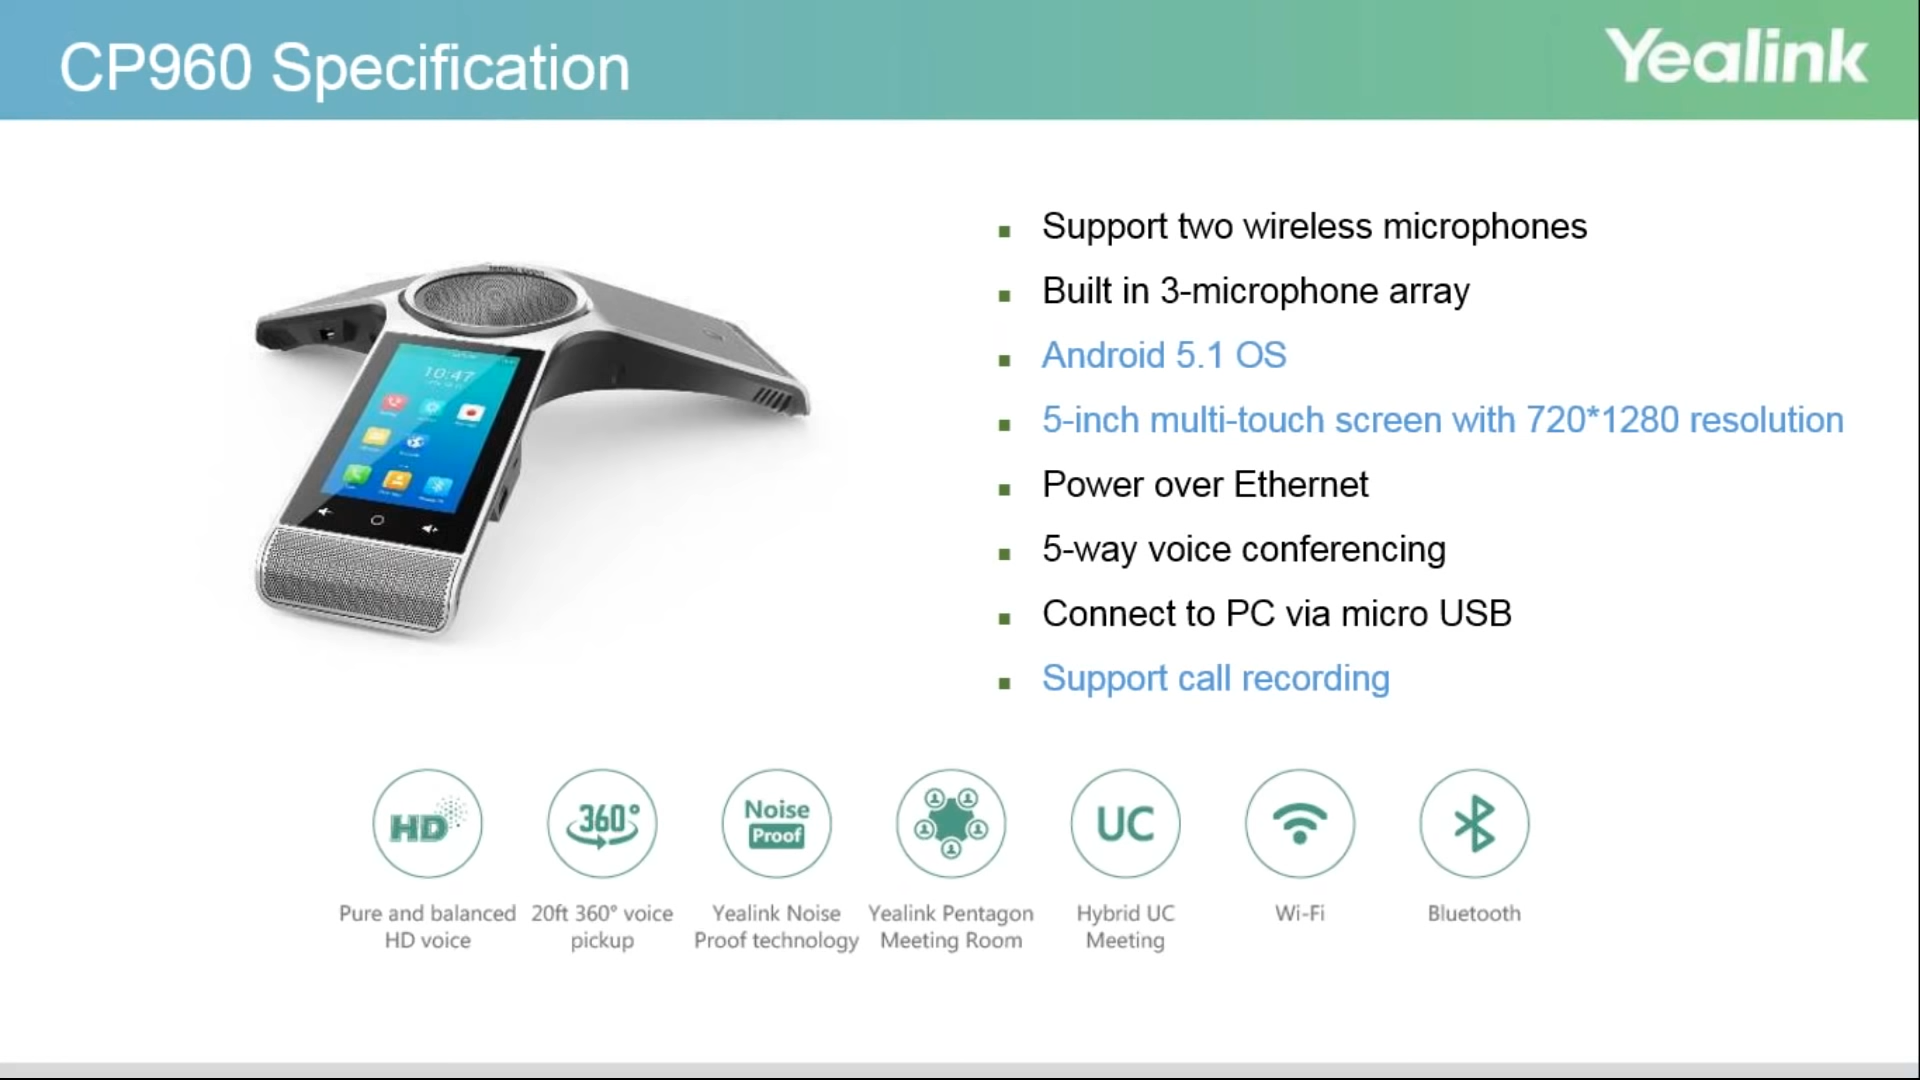 CP960 Specification
Yealink
Support two wireless microphones
Built in 3-microphone array
Android 5.1 OS
5-inch multi-touch screen with 720*1280 resolution
Power over Ethernet
5-way voice conferencing
Connect to PC via micro USB
Support call recording
10:47
HD
360°
Noise
Proof
UC
Pure and balanced
HD voice
20ft 360° voice
pickup
Yealink Noise
Proof technology
Yealink Pentagon
Meeting Room
Hybrid UC
Meeting
Wi-Fi
Bluetooth